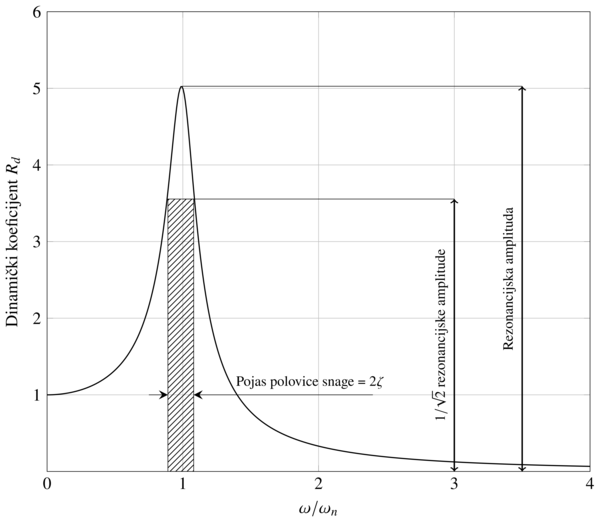 6
5
4
3
2
1
0
1
2
3
4
Dinamički koeficijent R_d
ω/ω_n
Pojas polovice snage = 2ζ
1/√2 rezonancijske amplitude
Rezonancijska amplituda